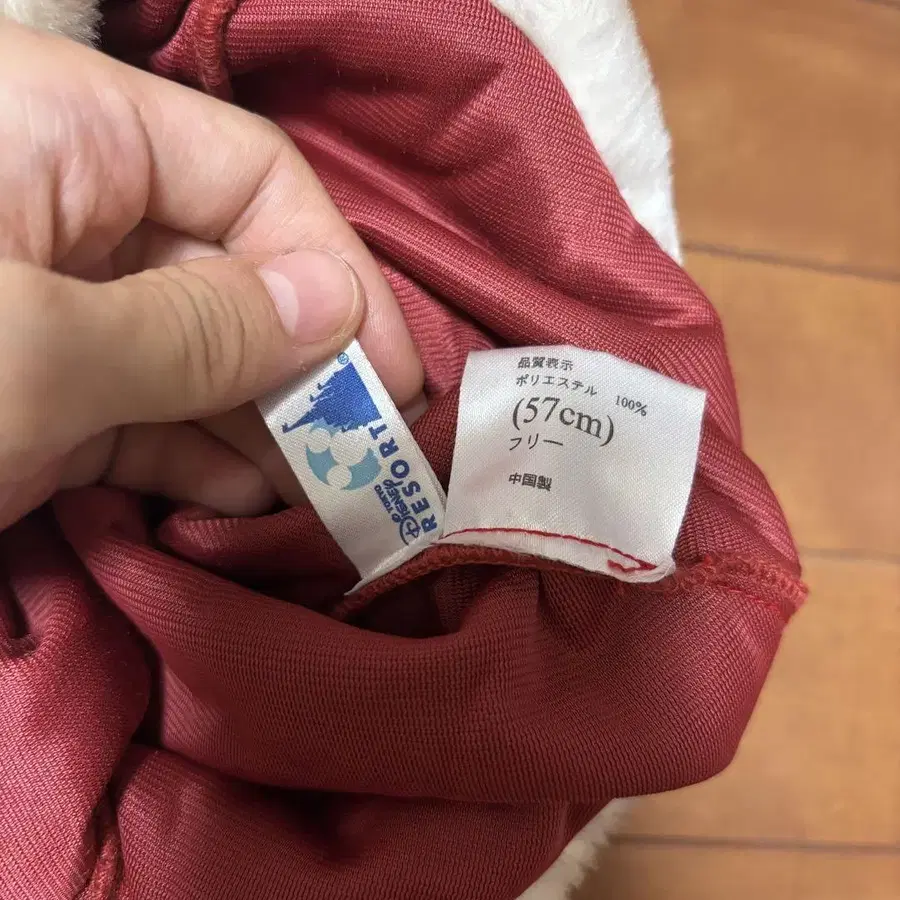 TOKYO
DISNEY
RESORT
®
品質表示
ポリエステル 100%
(57cm)
フリー
中国製